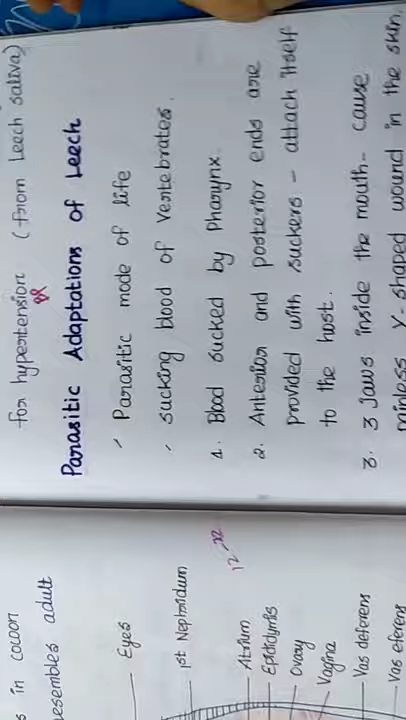 for hypertension (from Leech saliva)
Parasitic Adaptations of Leech
Parasitic mode of life
sucking blood of vertebrates.
1. Blood sucked by Pharynx.
2. Anterior and posterior ends are
provided with suckers - attach itself
to the host.
3. 3 jaws inside the mouth - cause
painless Y-shaped wound in the skin.
in cocoon
resembles adult
Eyes
1st Nephridium
12-22
Atrium
Epididymis
Ovary
Vagina
Vas deferens
Vas eferens